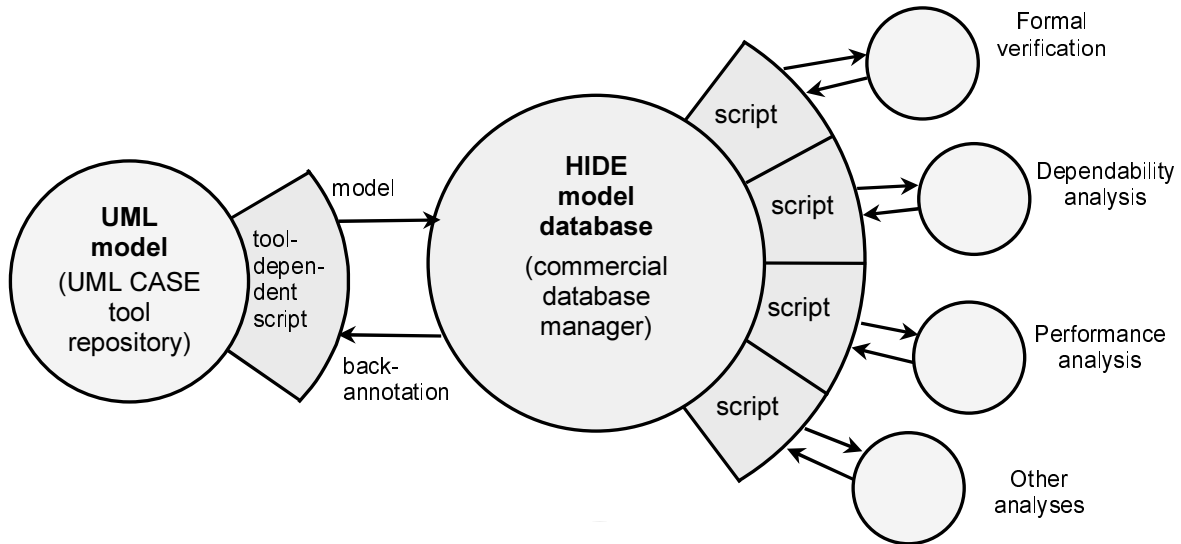 UML
model
(UML CASE
tool
repository)
tool-
depen-
dent
script
model
back-
annotation
HIDE
model
database
(commercial
database
manager)
script
script
script
script
Formal
verification
Dependability
analysis
Performance
analysis
Other
analyses